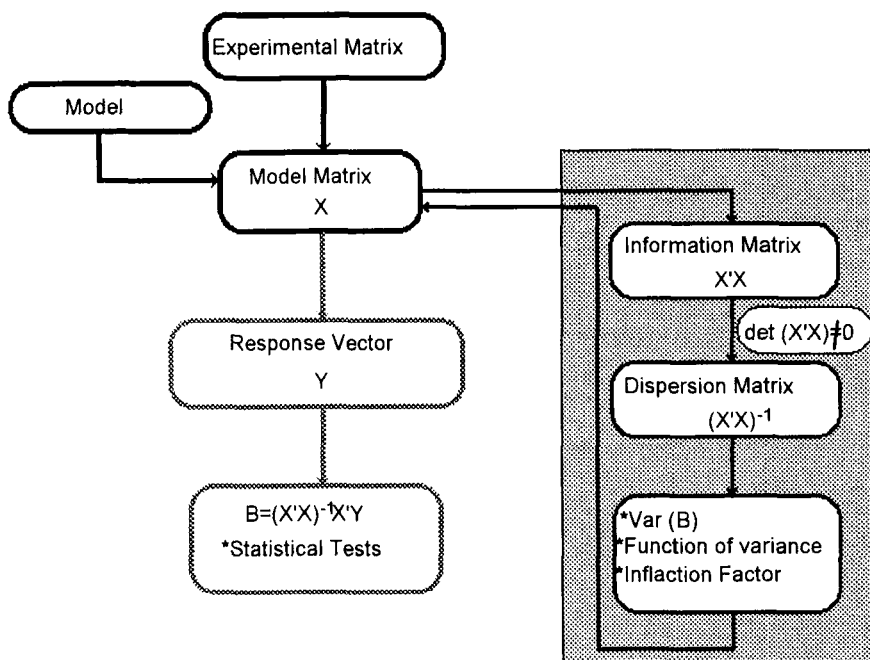 Experimental Matrix
Model
Model Matrix
X
Response Vector
Y
B=(X'X)⁻¹X'Y
*Statistical Tests
Information Matrix
X'X
det (X'X)≠0
Dispersion Matrix
(X'X)⁻¹
*Var (B)
*Function of variance
*Inflaction Factor